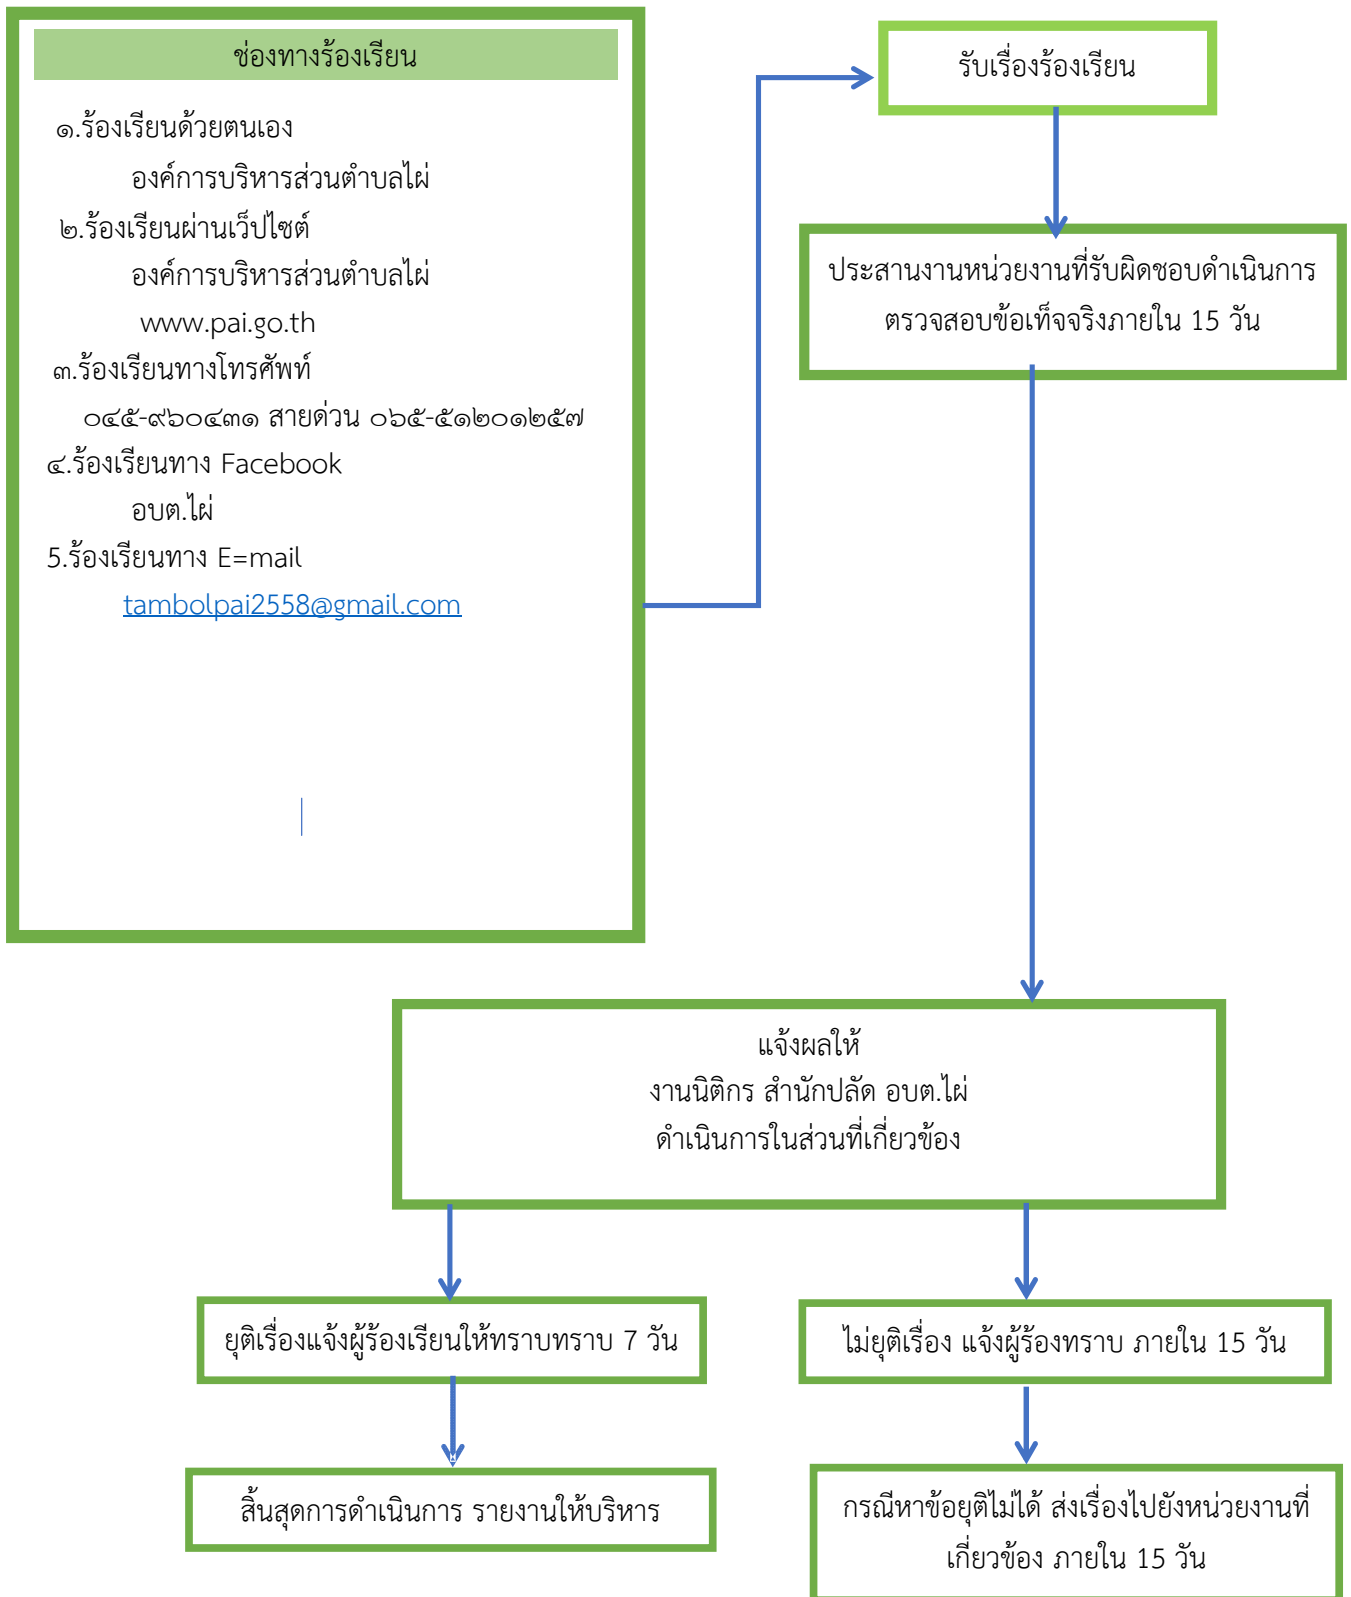 ช่องทางร้องเรียน
๑.ร้องเรียนด้วยตนเอง
องค์การบริหารส่วนตำบลไผ่
๒.ร้องเรียนผ่านเว็ปไซต์
องค์การบริหารส่วนตำบลไผ่
www.pai.go.th
๓.ร้องเรียนทางโทรศัพท์
๐๔๕-๙๖๐๔๓๑ สายด่วน ๐๖๕-๕๑๒๐๑๒๕๗
๔.ร้องเรียนทาง Facebook
อบต.ไผ่
5.ร้องเรียนทาง E=mail
tambolpai2558@gmail.com
รับเรื่องร้องเรียน
ประสานงานหน่วยงานที่รับผิดชอบดำเนินการ
ตรวจสอบข้อเท็จจริงภายใน 15 วัน
แจ้งผลให้
งานนิติกร สำนักปลัด อบต.ไผ่
ดำเนินการในส่วนที่เกี่ยวข้อง
ยุติเรื่องแจ้งผู้ร้องเรียนให้ทราบทราบ 7 วัน
ไม่ยุติเรื่อง แจ้งผู้ร้องทราบ ภายใน 15 วัน
สิ้นสุดการดำเนินการ รายงานให้บริหาร
กรณีหาข้อยุติไม่ได้ ส่งเรื่องไปยังหน่วยงานที่
เกี่ยวข้อง ภายใน 15 วัน